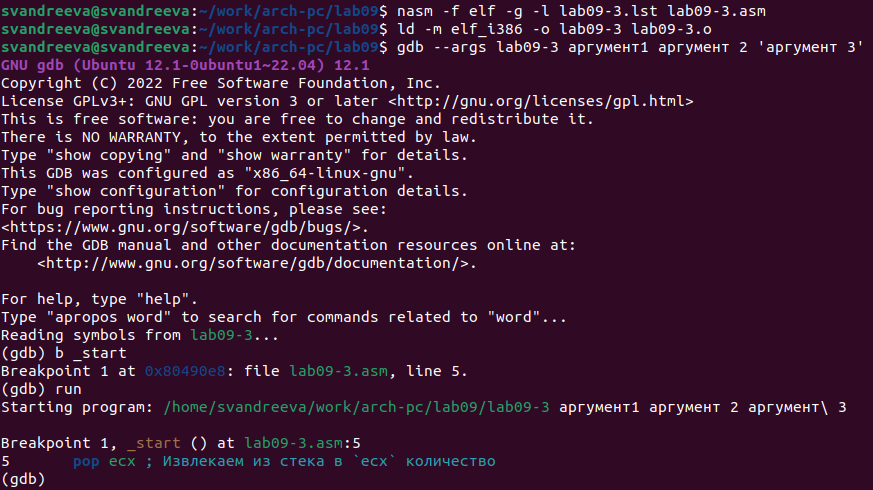 svandreeva@svandreeva:~/work/arch-pc/lab09$ nasm -f elf -g -l lab09-3.lst lab09-3.asm
svandreeva@svandreeva:~/work/arch-pc/lab09$ ld -m elf_i386 -o lab09-3 lab09-3.o
svandreeva@svandreeva:~/work/arch-pc/lab09$ gdb --args lab09-3 аргумент1 аргумент 2 'аргумент 3'
GNU gdb (Ubuntu 12.1-0ubuntu1~22.04) 12.1
Copyright (C) 2022 Free Software Foundation, Inc.
License GPLv3+: GNU GPL version 3 or later <http://gnu.org/licenses/gpl.html>
This is free software: you are free to change and redistribute it.
There is NO WARRANTY, to the extent permitted by law.
Type "show copying" and "show warranty" for details.
This GDB was configured as "x86_64-linux-gnu".
Type "show configuration" for configuration details.
For bug reporting instructions, please see:
<https://www.gnu.org/software/gdb/bugs/>.
Find the GDB manual and other documentation resources online at:
    <http://www.gnu.org/software/gdb/documentation/>.

For help, type "help".
Type "apropos word" to search for commands related to "word"...
Reading symbols from lab09-3...
(gdb) b _start
Breakpoint 1 at 0x80490e8: file lab09-3.asm, line 5.
(gdb) run
Starting program: /home/svandreeva/work/arch-pc/lab09/lab09-3 аргумент1 аргумент 2 аргумент\ 3

Breakpoint 1, _start () at lab09-3.asm:5
5       pop ecx ; Извлекаем из стека в `ecx` количество
(gdb)